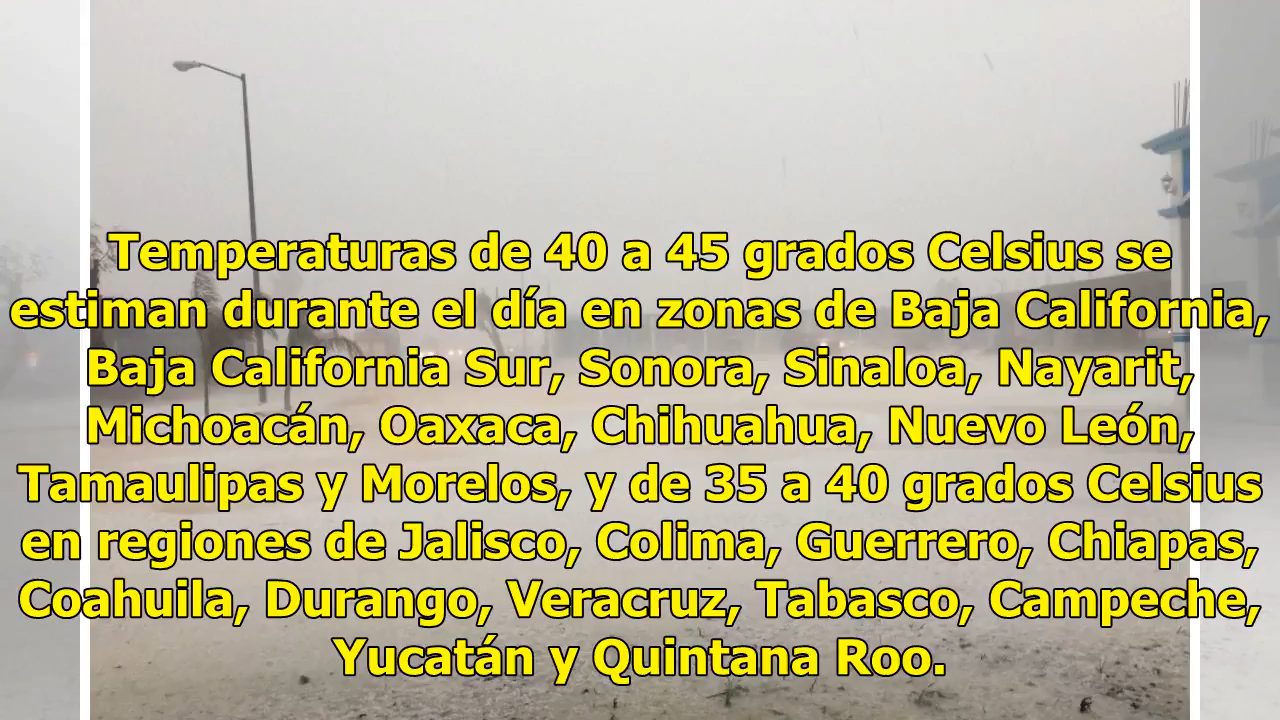 Temperaturas de 40 a 45 grados Celsius se
estiman durante el día en zonas de Baja California,
Baja California Sur, Sonora, Sinaloa, Nayarit,
Michoacán, Oaxaca, Chihuahua, Nuevo León,
Tamaulipas y Morelos, y de 35 a 40 grados Celsius
en regiones de Jalisco, Colima, Guerrero, Chiapas,
Coahuila, Durango, Veracruz, Tabasco, Campeche,
Yucatán y Quintana Roo.